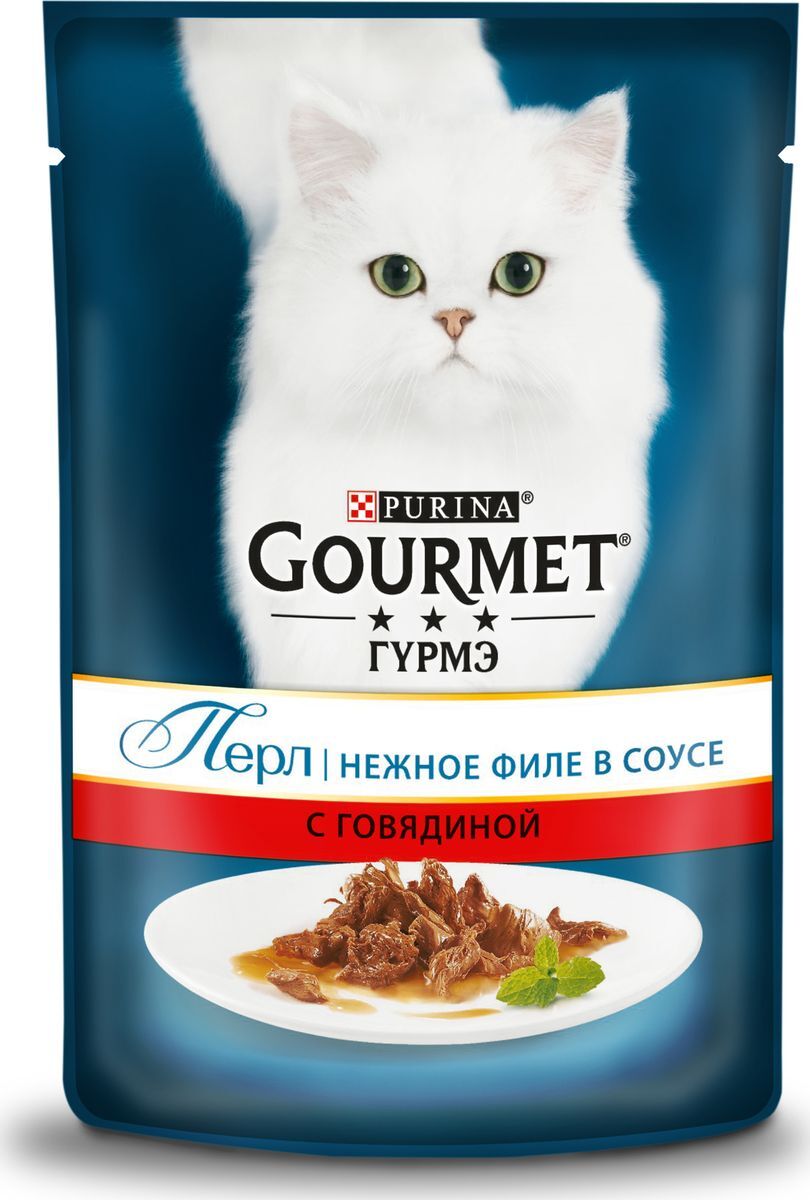 PURINA®
GOURMET®
ГУРМЭ
Перл | НЕЖНОЕ ФИЛЕ В СОУСЕ
С ГОВЯДИНОЙ